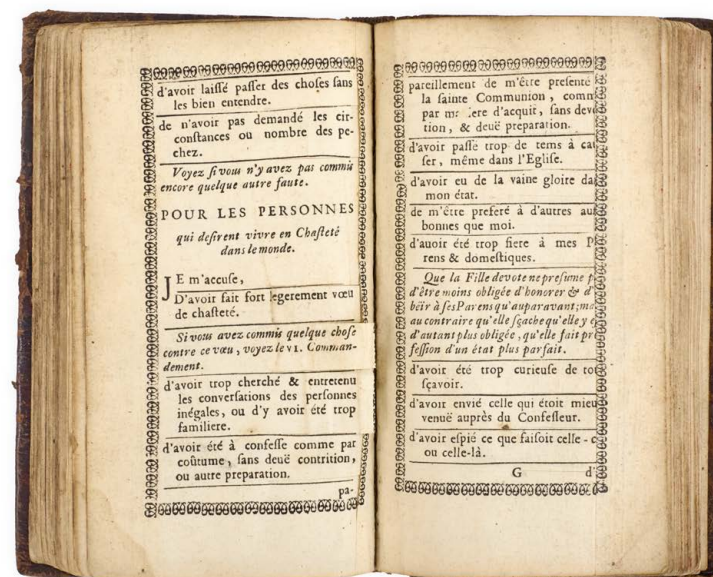 d'avoir laiſſé paſſer des choſes ſans
les bien entendre.
de n'avoir pas demandé les cir-
conſtances ou nombre des pe-
chez.
Voyez ſi vous n'y avez pas commis
encore quelque autre faute.
POUR LES PERSONNES
qui deſirent vivre en Chaſteté
dans le monde.
JE m'accuſe,
D'avoir fait fort legerement vœu
de chaſteté.
Si vous avez commis quelque choſe
contre ce vœu, voyez le VI. Comman-
dement.
d'avoir trop cherché & entretenu
les converſations des perſonnes
inégales, ou d'y avoir été trop
familiere.
d'avoir été à confeſſe comme par
coûtume, ſans deuë contrition,
ou autre preparation.
pa-
pareillement de m'être preſenté
la ſainte Communion, comm
par d'acquit, ſans dev
tion, & deuë preparation.
d'avoir paſſé trop de tems à cau
ſer, même dans l'Egliſe.
d'avoir eu de la vaine gloire da
mon état.
de m'être preferé à d'autres au
bonnes que moi.
d'auoir été trop fiere à mes P
rens & domeſtiques.
Que la Fille devote ne preſume p
d'être moins obligée d'honorer & d'
béïr à ſes Parens qu'auparavant; ma
au contraire qu'elle ſçache qu'elle y e
d'autant plus obligée, qu'elle fait pro
feſſion d'un état plus parfait.
d'avoir été trop curieuſe de tou
ſçavoir.
d'avoir envié celle qui étoit mieu
venuë auprès du Confeſſeur.
d'avoir eſpié ce que faiſoit celle-c
ou celle-là.
G d'